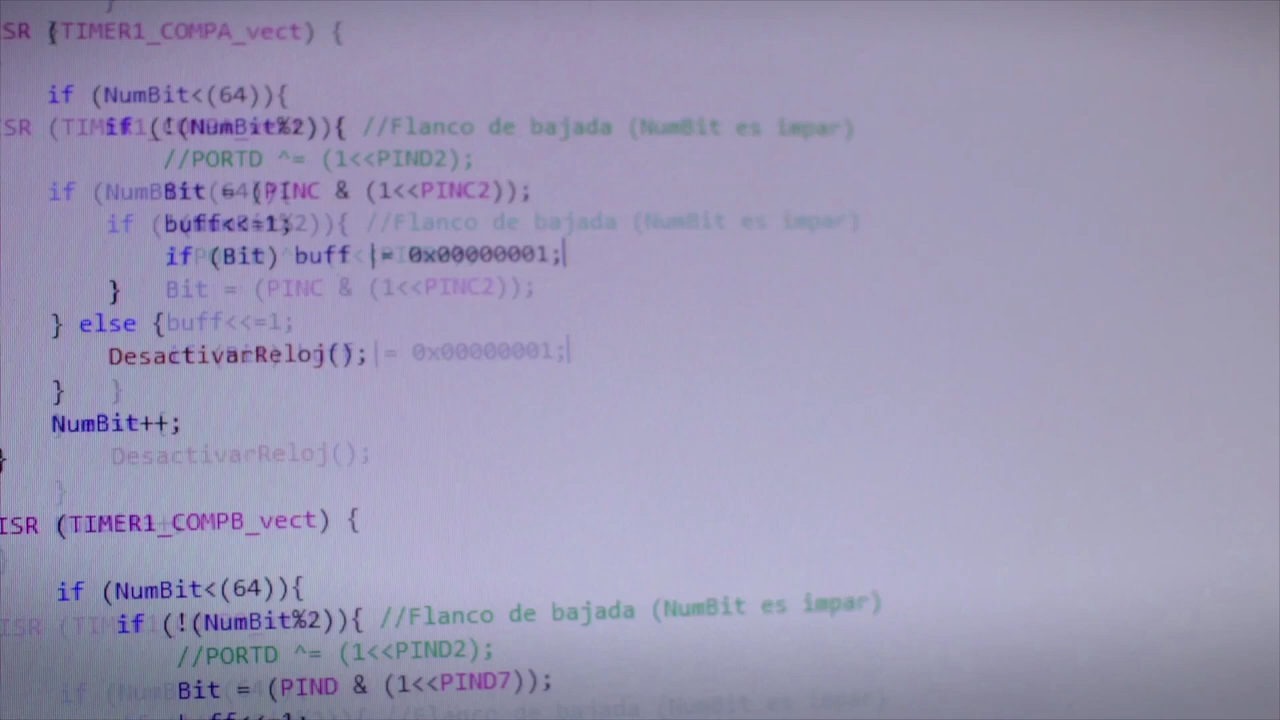 ISR (TIMER1_COMPA_vect) {
if (NumBit<(64)){
if (!(NumBit%2)){ //Flanco de bajada (NumBit es impar)
//PORTD ^= (1<<PIND2);
Bit = (PINC & (1<<PINC2));
buff<<=1;
if (Bit) buff |= 0x00000001;
}
} else {
DesactivarReloj();
}
NumBit++;
}
ISR (TIMER1_COMPB_vect) {
if (NumBit<(64)){
if (!(NumBit%2)){ //Flanco de bajada (NumBit es impar)
//PORTD ^= (1<<PIND2);
Bit = (PIND & (1<<PIND7));
buff<<=1;